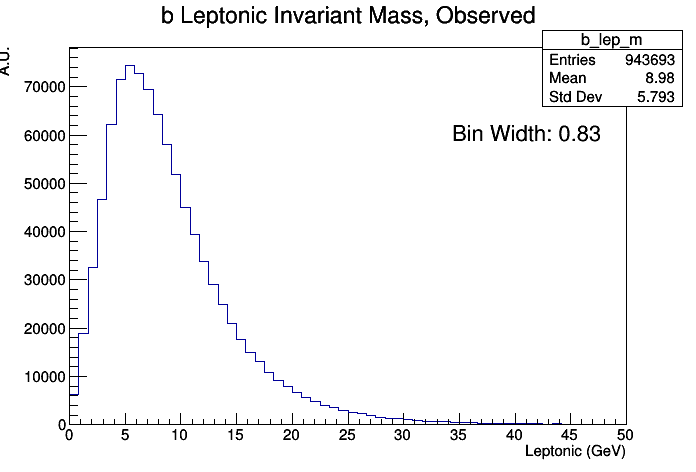 b Leptonic Invariant Mass, Observed
A.U.
b_lep_m
Entries 943693
Mean 8.98
Std Dev 5.793
Bin Width: 0.83
70000
60000
50000
40000
30000
20000
10000
0
0 5 10 15 20 25 30 35 40 45 50
Leptonic (GeV)